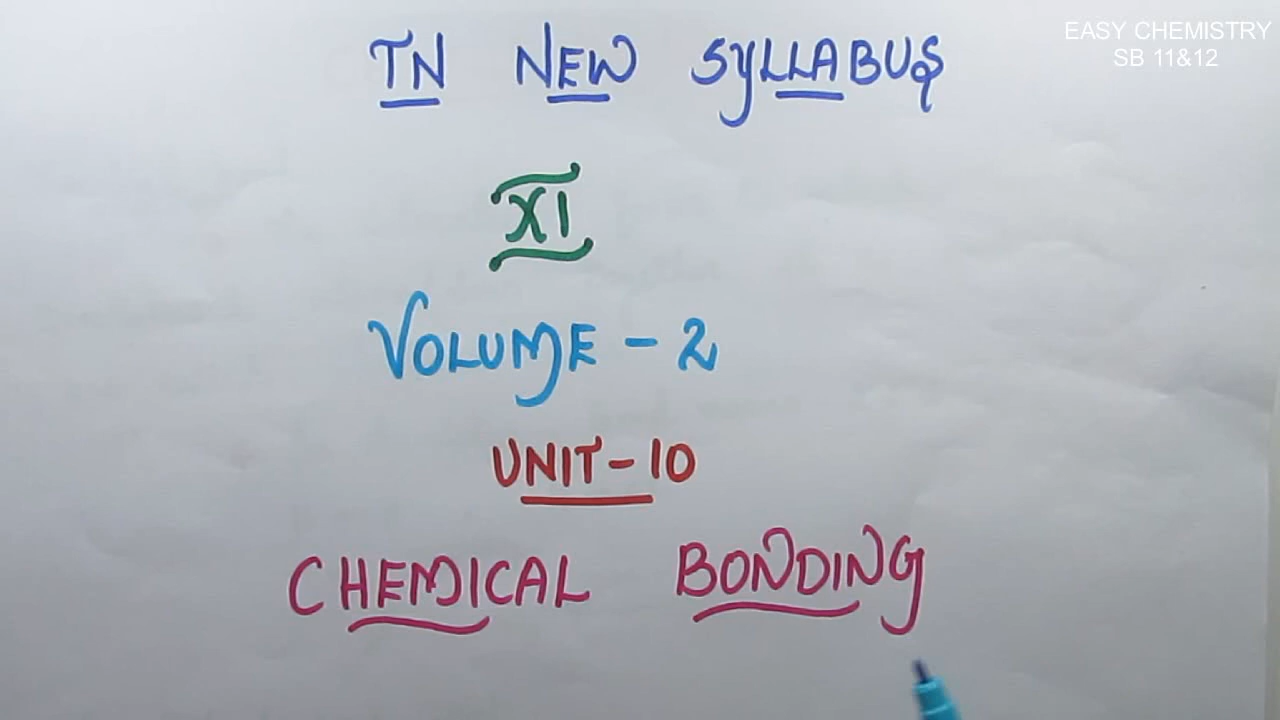 EASY CHEMISTRY
SB 11&12
TN NEW SYLLABUS
XI
VOLUME - 2
UNIT - 10
CHEMICAL BONDING